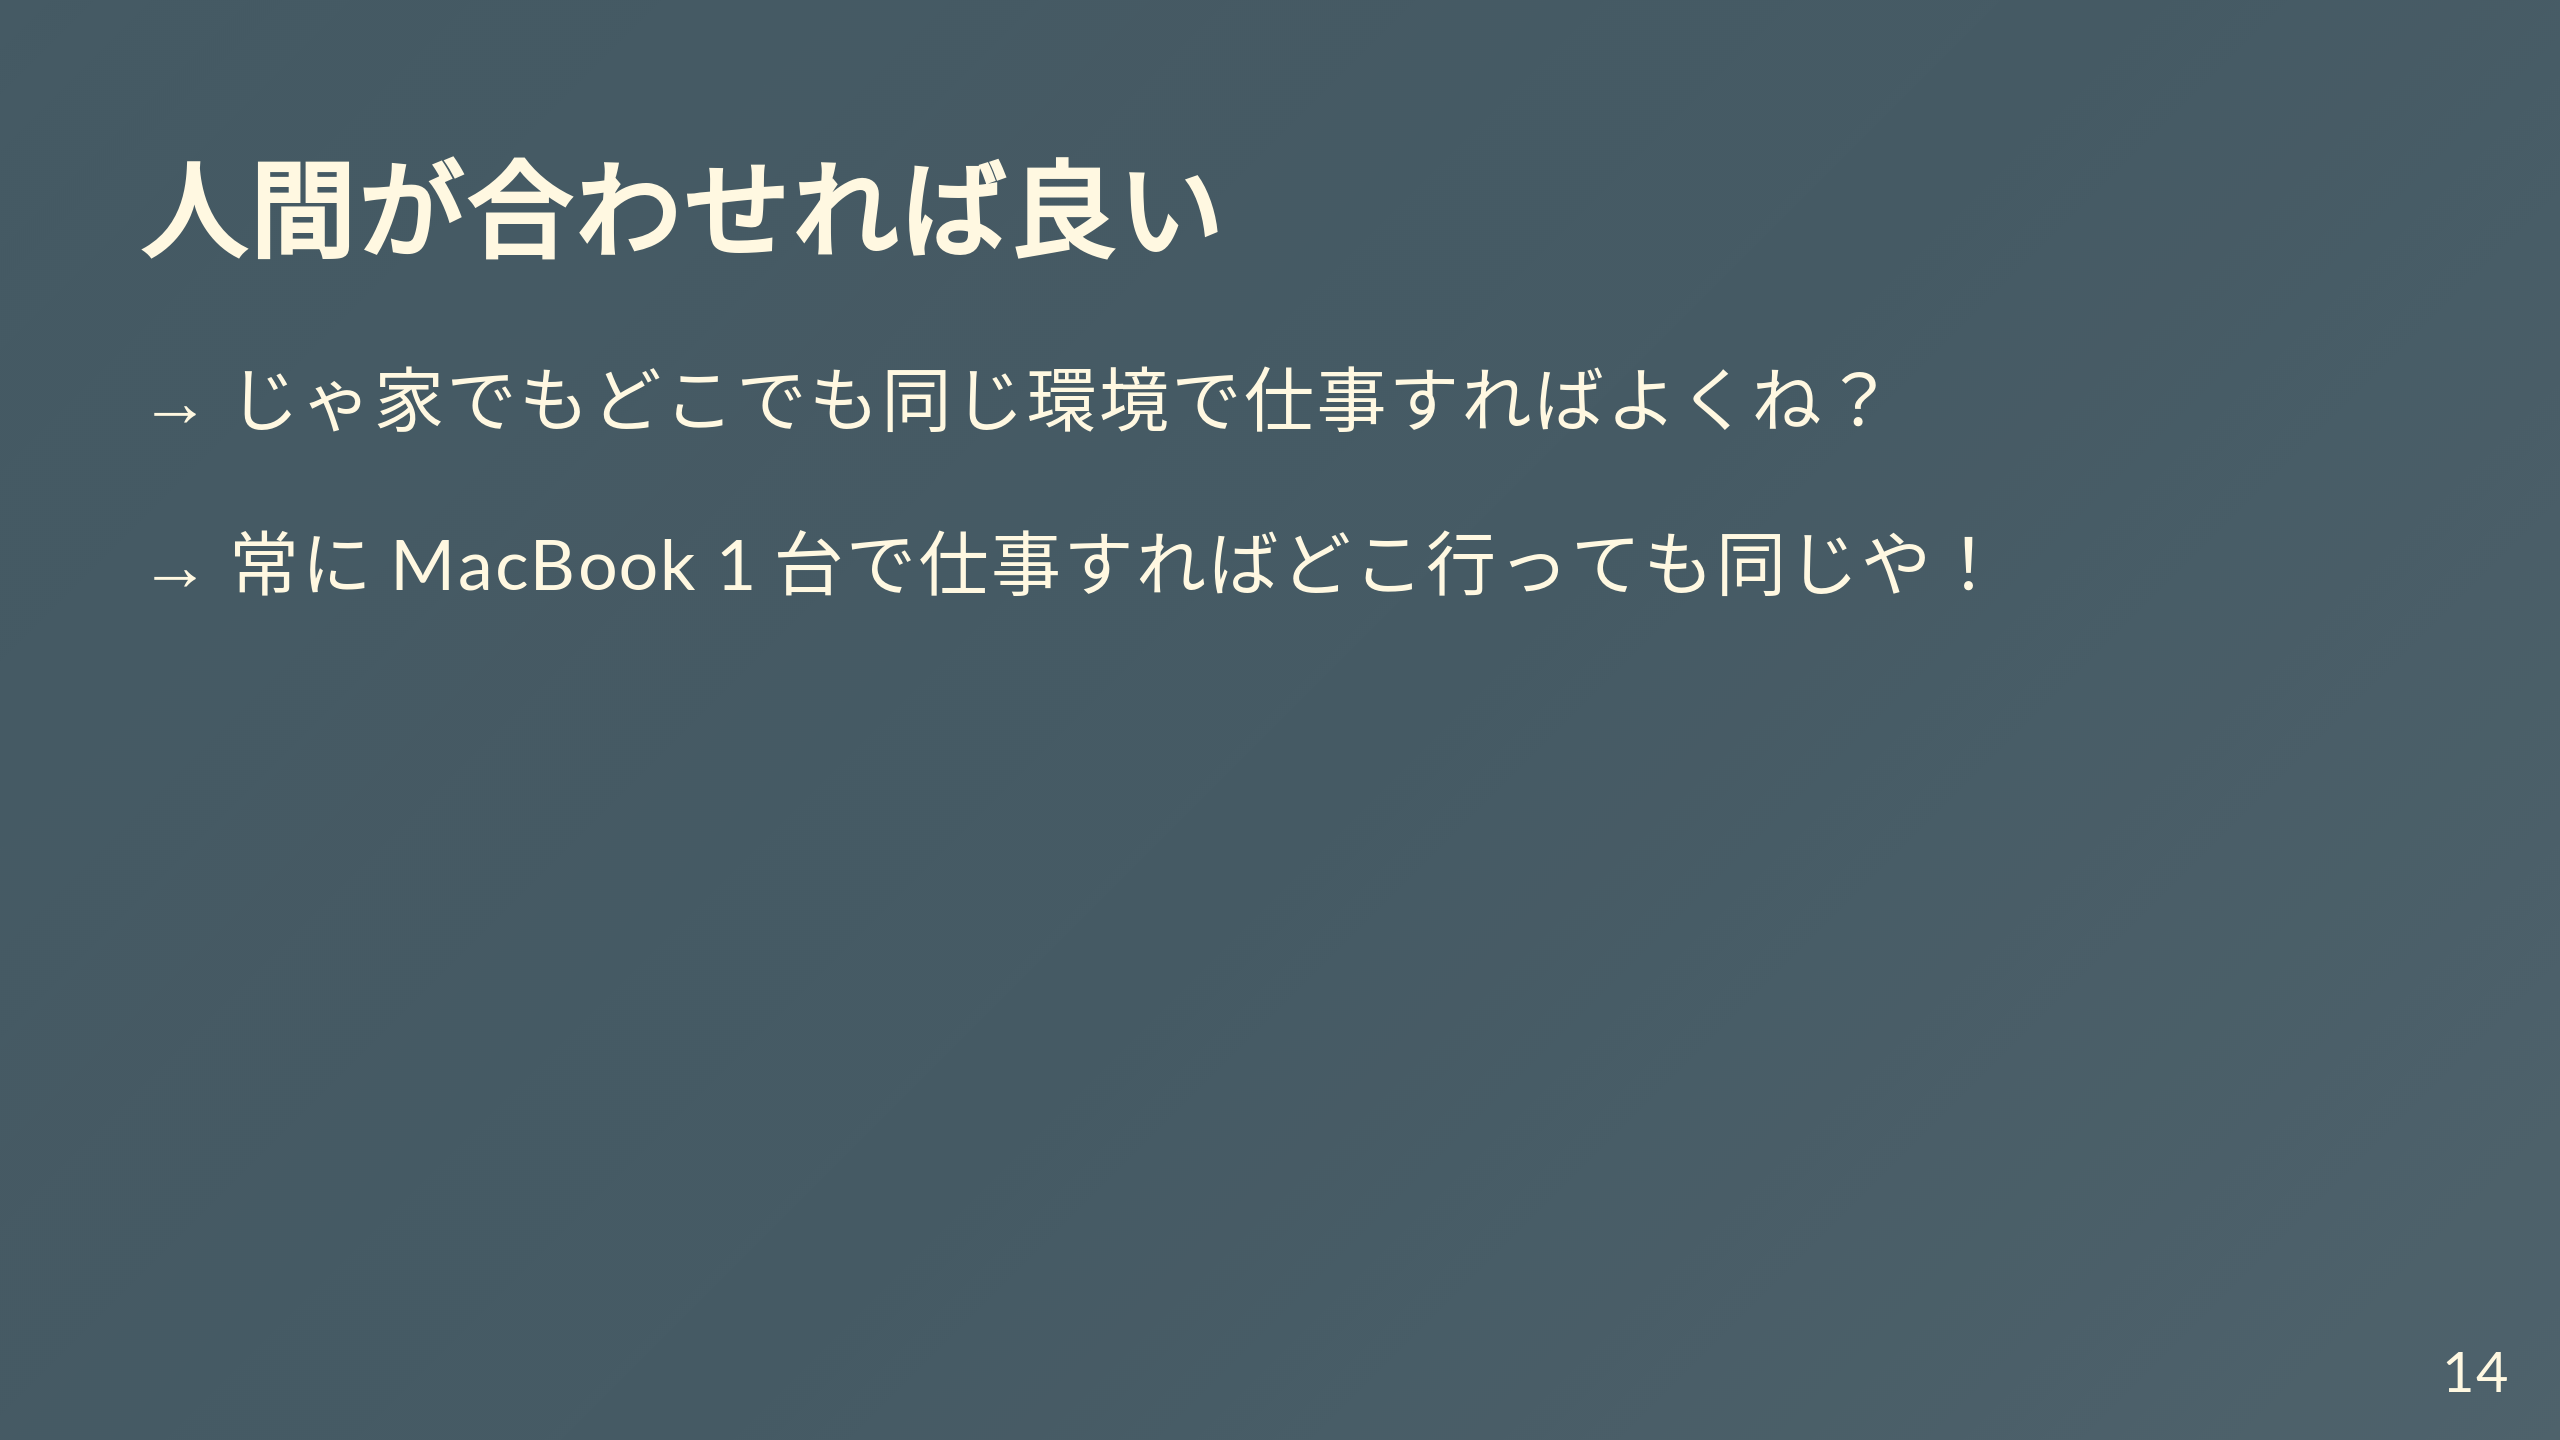 人間が合わせれば良い
→ じゃ家でもどこでも同じ環境で仕事すればよくね？
→ 常に MacBook 1 台で仕事すればどこ行っても同じや！
14